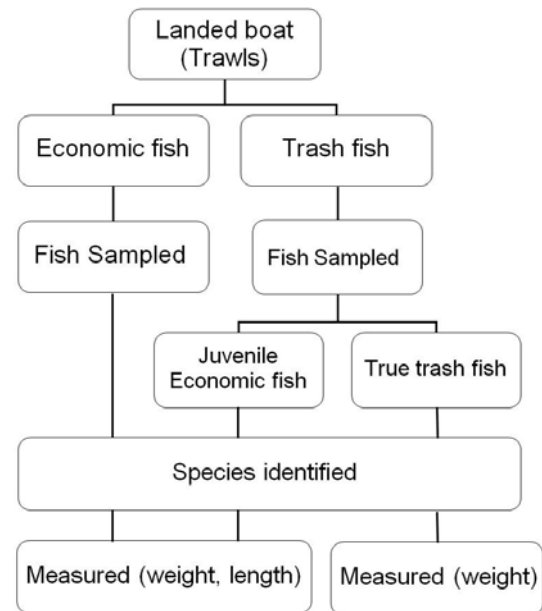 Landed boat
(Trawls)
Economic fish
Trash fish
Fish Sampled
Fish Sampled
Juvenile
Economic fish
True trash fish
Species identified
Measured (weight, length)
Measured (weight)